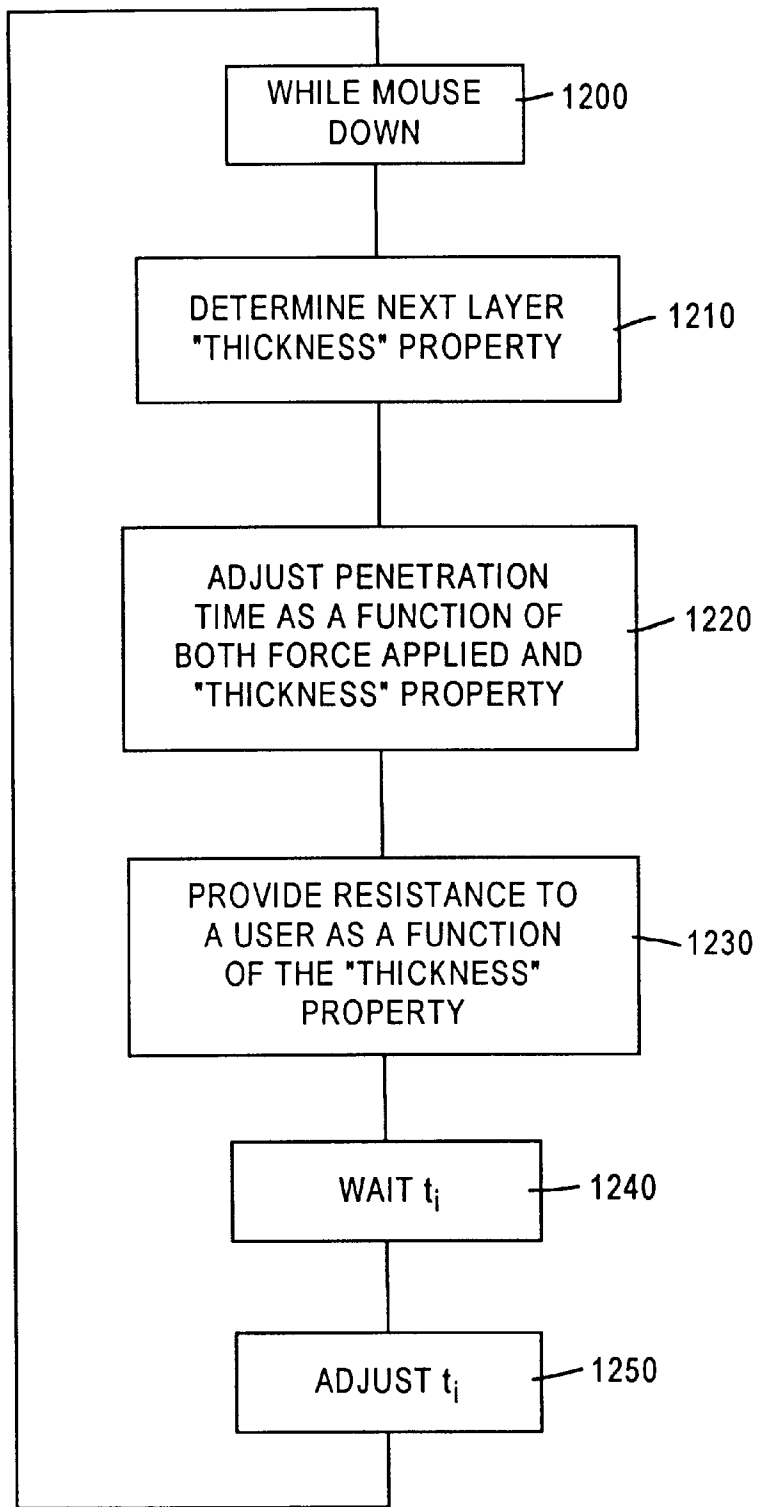 WHILE MOUSE
DOWN
1200
DETERMINE NEXT LAYER
"THICKNESS" PROPERTY
1210
ADJUST PENETRATION
TIME AS A FUNCTION OF
BOTH FORCE APPLIED AND
"THICKNESS" PROPERTY
1220
PROVIDE RESISTANCE TO
A USER AS A FUNCTION
OF THE "THICKNESS"
PROPERTY
1230
WAIT ti
1240
ADJUST ti
1250